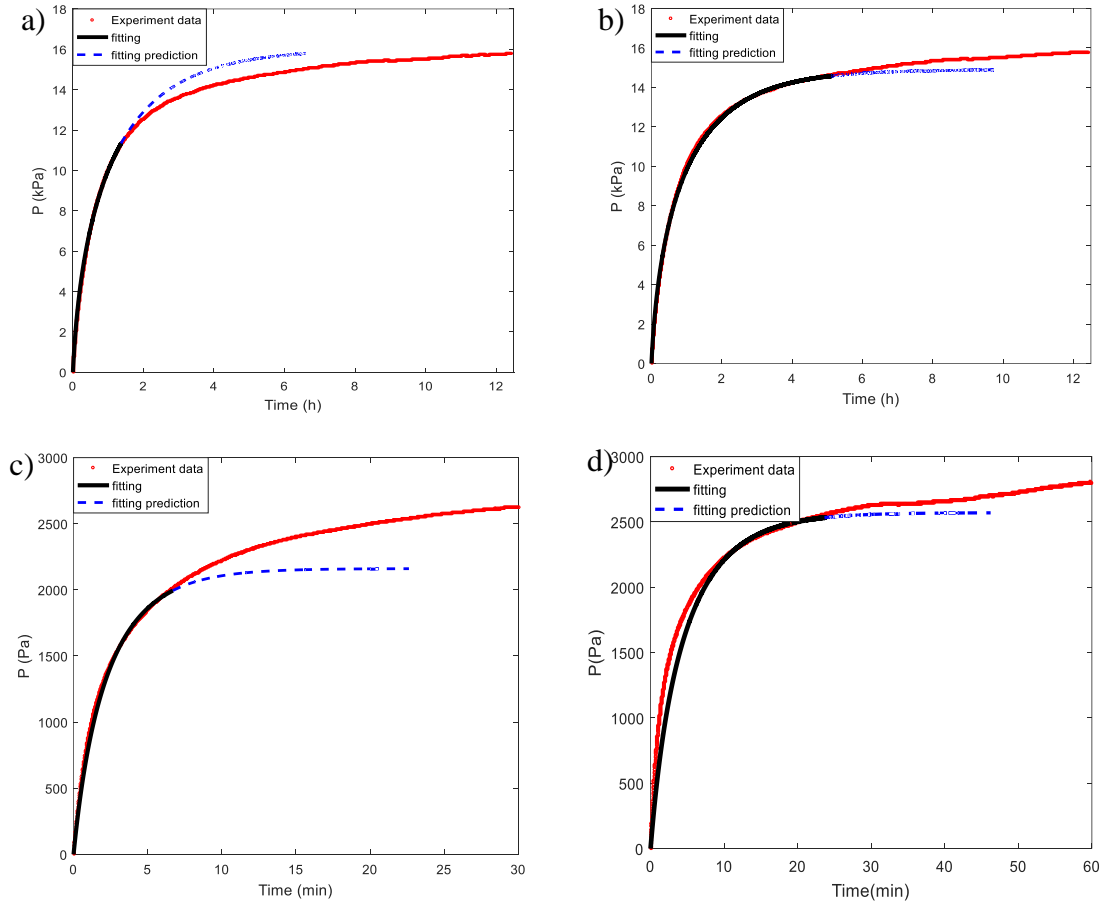 a)
Experiment data
fitting
fitting prediction
18
16
14
12
10
8
6
4
2
0
P (kPa)
0 2 4 6 8 10 12
Time (h)
b)
Experiment data
fitting
fitting prediction
18
16
14
12
10
8
6
4
2
0
P (kPa)
0 2 4 6 8 10 12
Time (h)
c)
Experiment data
fitting
fitting prediction
3000
2500
2000
1500
1000
500
0
P (Pa)
0 5 10 15 20 25 30
Time (min)
d)
Experiment data
fitting
fitting prediction
3000
2500
2000
1500
1000
500
0
P(Pa)
0 10 20 30 40 50 60
Time(min)